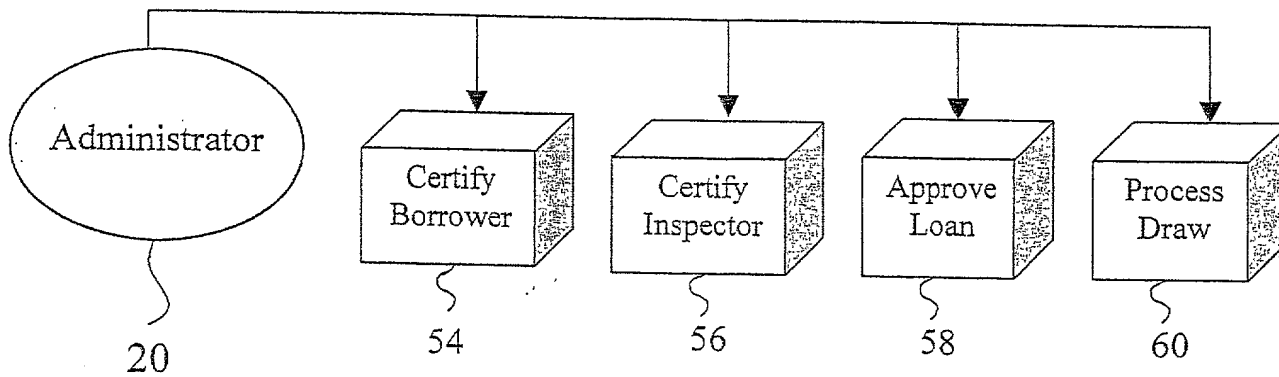 Administrator
Certify
Borrower
Certify
Inspector
Approve
Loan
Process
Draw
20
54
56
58
60